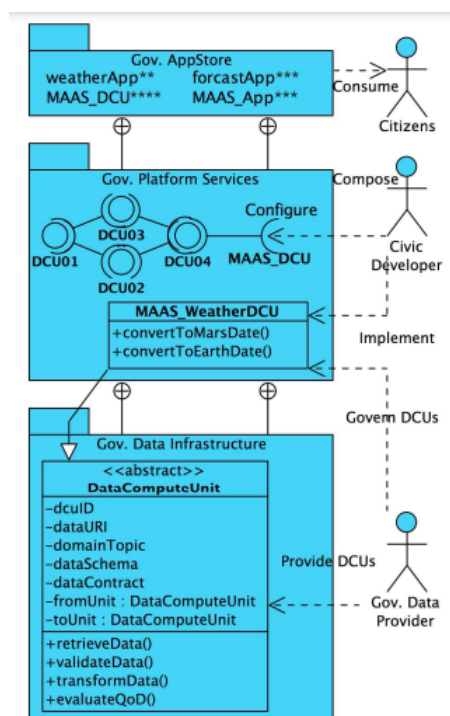 Gov. AppStore
weatherApp** forcastApp***
MAAS_DCU**** MAAS_App***
Consume
Citizens
Gov. Platform Services
Compose
Configure
DCU03
DCU01
DCU04
MAAS_DCU
DCU02
Civic
Developer
MAAS_WeatherDCU
+convertToMarsDate()
+convertToEarthDate()
Implement
Govern DCUs
Gov. Data Infrastructure
<<abstract>>
DataComputeUnit
-dcuID
-dataURI
-domainTopic
-dataSchema
-dataContract
-fromUnit : DataComputeUnit
-toUnit : DataComputeUnit
Provide DCUs
Gov. Data
Provider
+retrieveData()
+validateData()
+transformData()
+evaluateQoD()